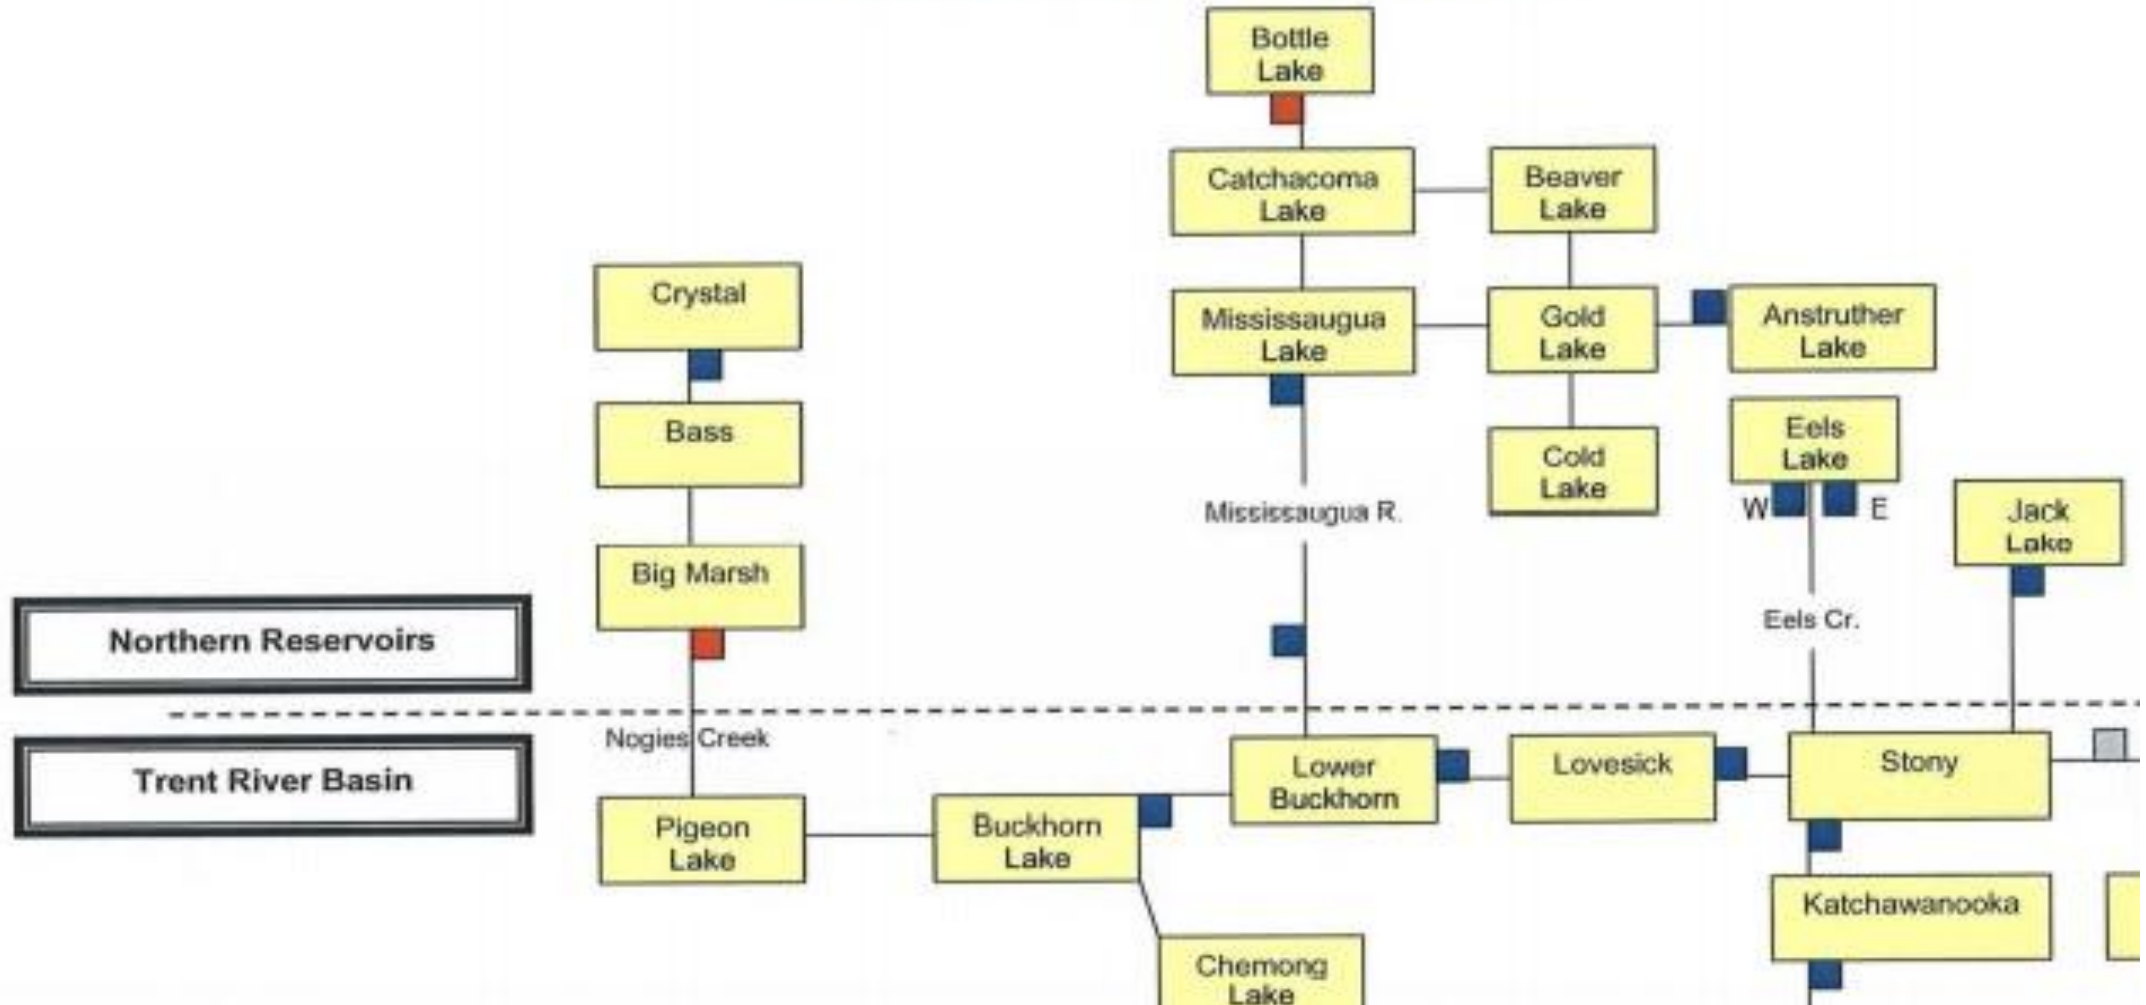 Bottle
Lake
Catchacoma
Lake
Beaver
Lake
Crystal
Mississaugua
Lake
Gold
Lake
Anstruther
Lake
Bass
Cold
Lake
Eels
Lake
W
E
Jack
Lake
Mississaugua R.
Big Marsh
Eels Cr.
Northern Reservoirs
Nogies Creek
Trent River Basin
Lower
Buckhorn
Lovesick
Stony
Pigeon
Lake
Buckhorn
Lake
Katchawanooka
Chemong
Lake